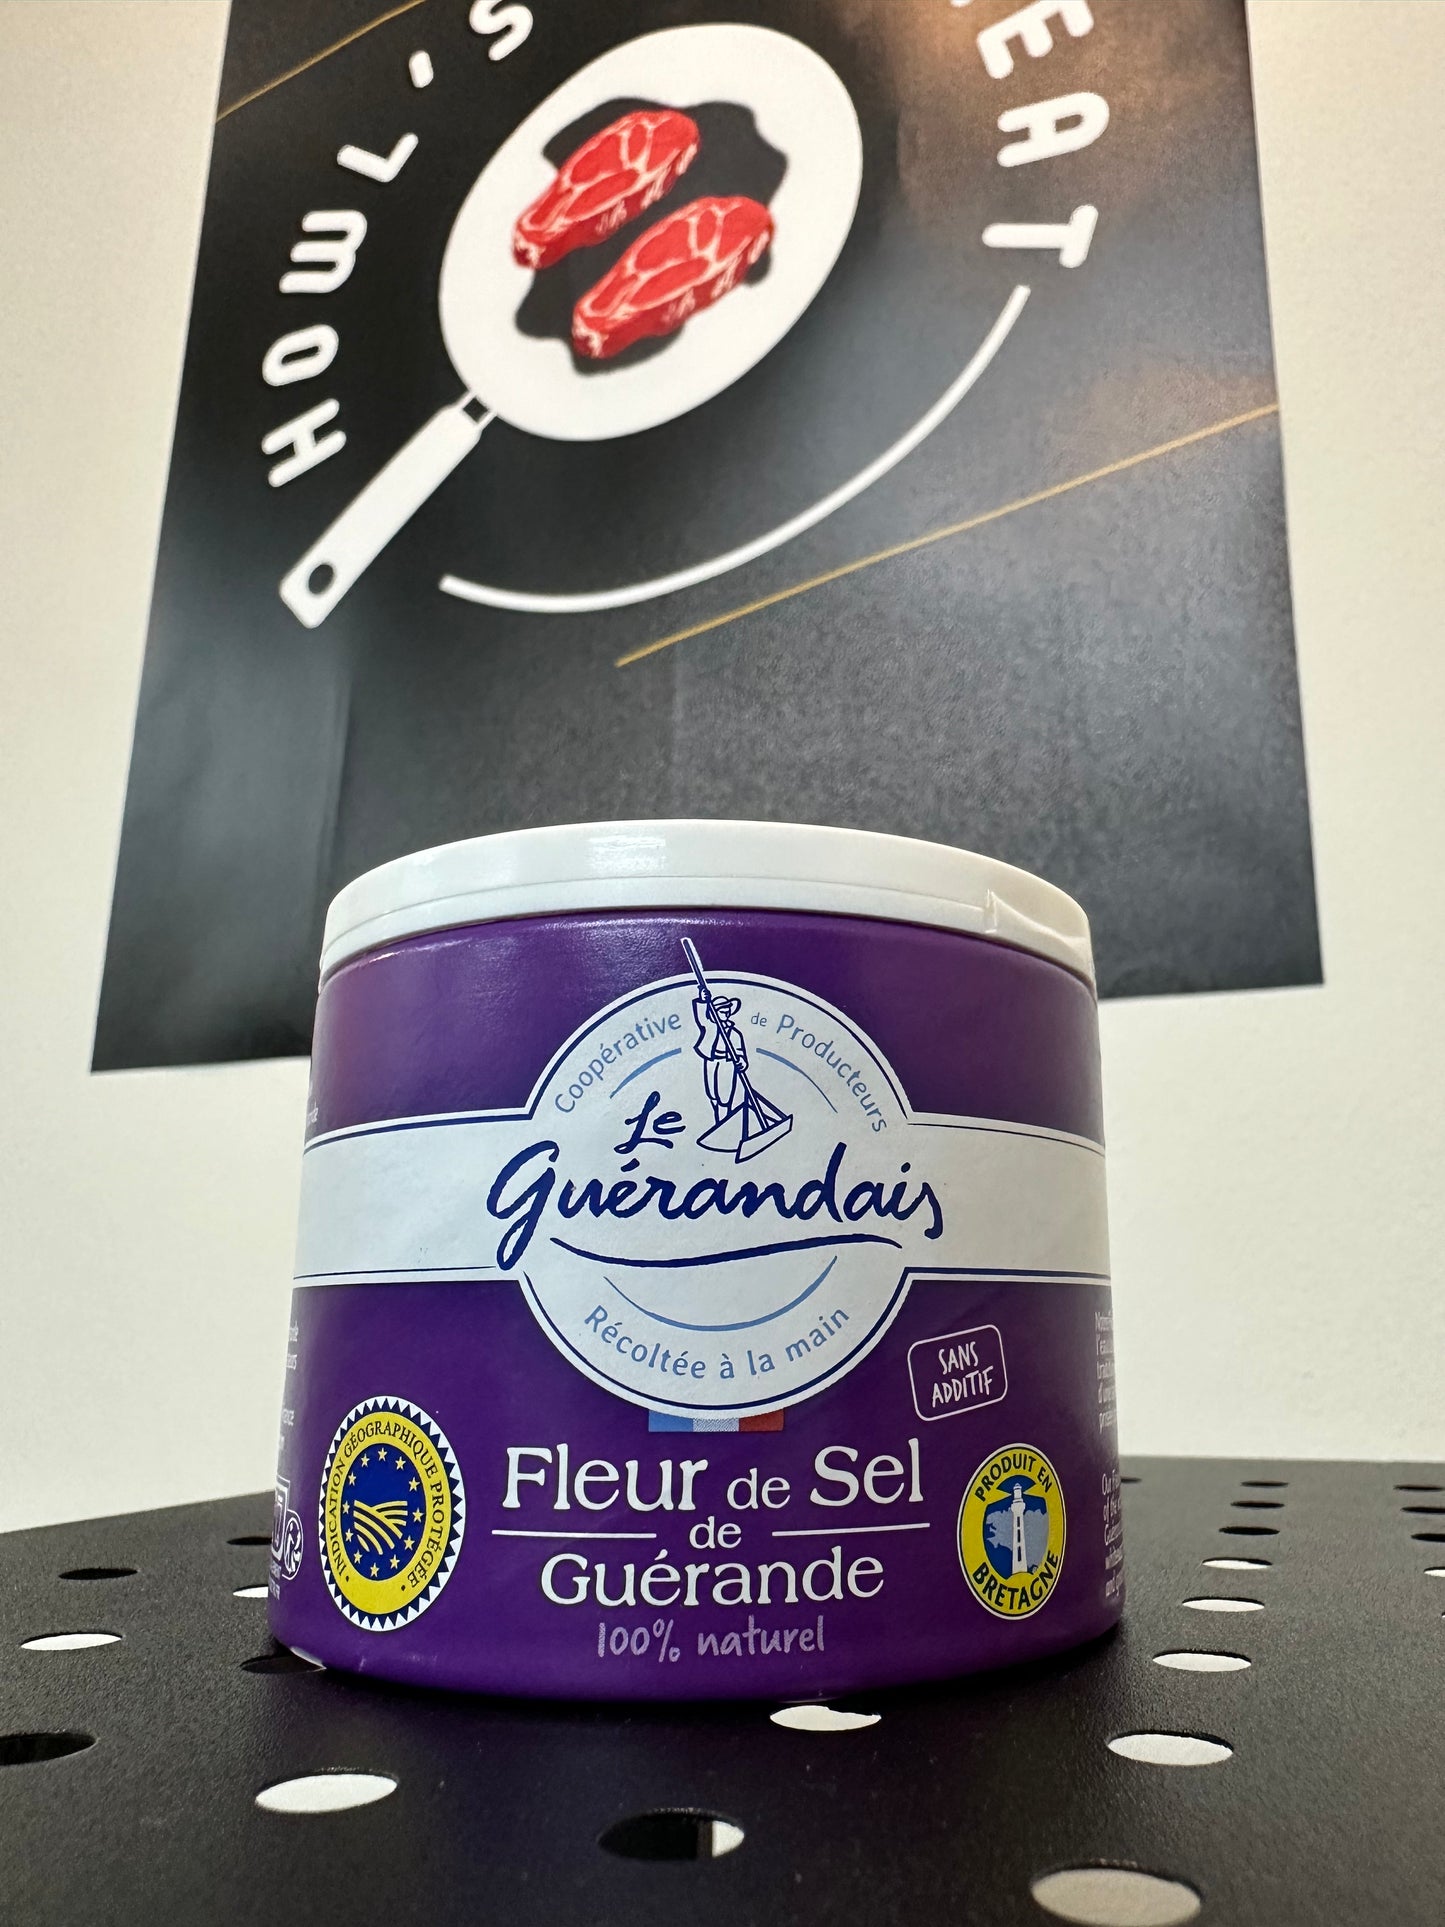 HOWL'S
EAT
Coopérative de Producteurs
Le
Guérandais
Récoltée à la main
SANS
ADDITIF
Fleur de Sel
de
Guérande
100% naturel
INDICATION GÉOGRAPHIQUE PROTÉGÉE
PRODUIT EN
BRETAGNE